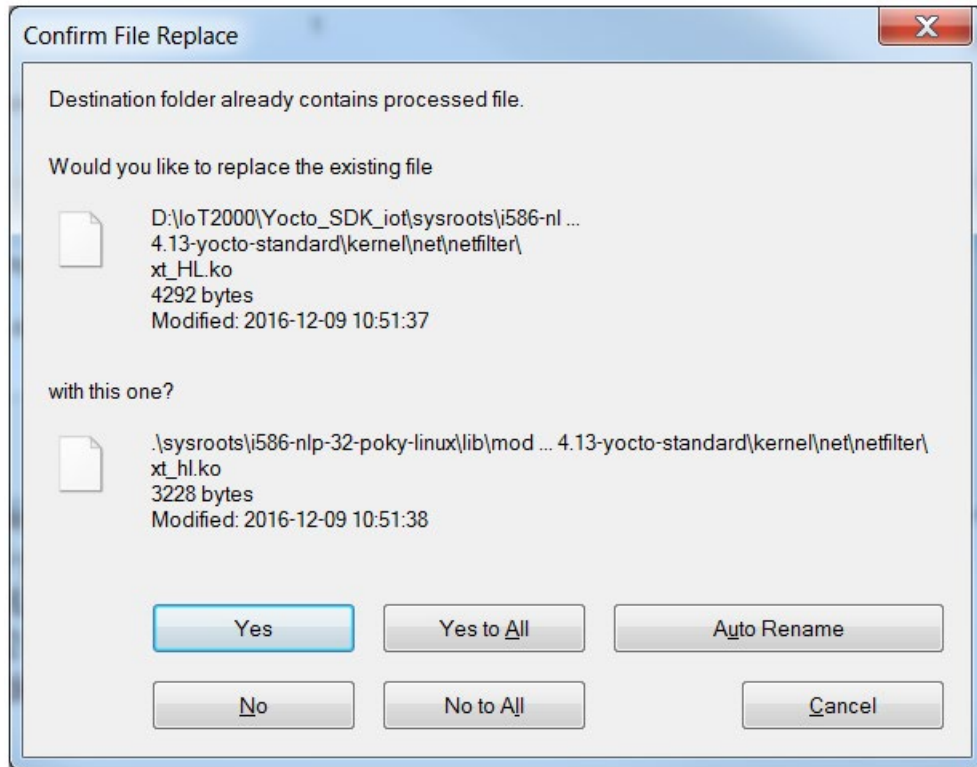 Confirm File Replace
X
Destination folder already contains processed file.
Would you like to replace the existing file
D:\IoT2000\Yocto_SDK_iot\sysroots\i586-nl ...
4.13-yocto-standard\kernel\net\netfilter\
xt_HL.ko
4292 bytes
Modified: 2016-12-09 10:51:37
with this one?
.\sysroots\i586-nlp-32-poky-linux\lib\mod ... 4.13-yocto-standard\kernel\net\netfilter\
xt_hl.ko
3228 bytes
Modified: 2016-12-09 10:51:38
Yes
Yes to All
Auto Rename
No
No to All
Cancel